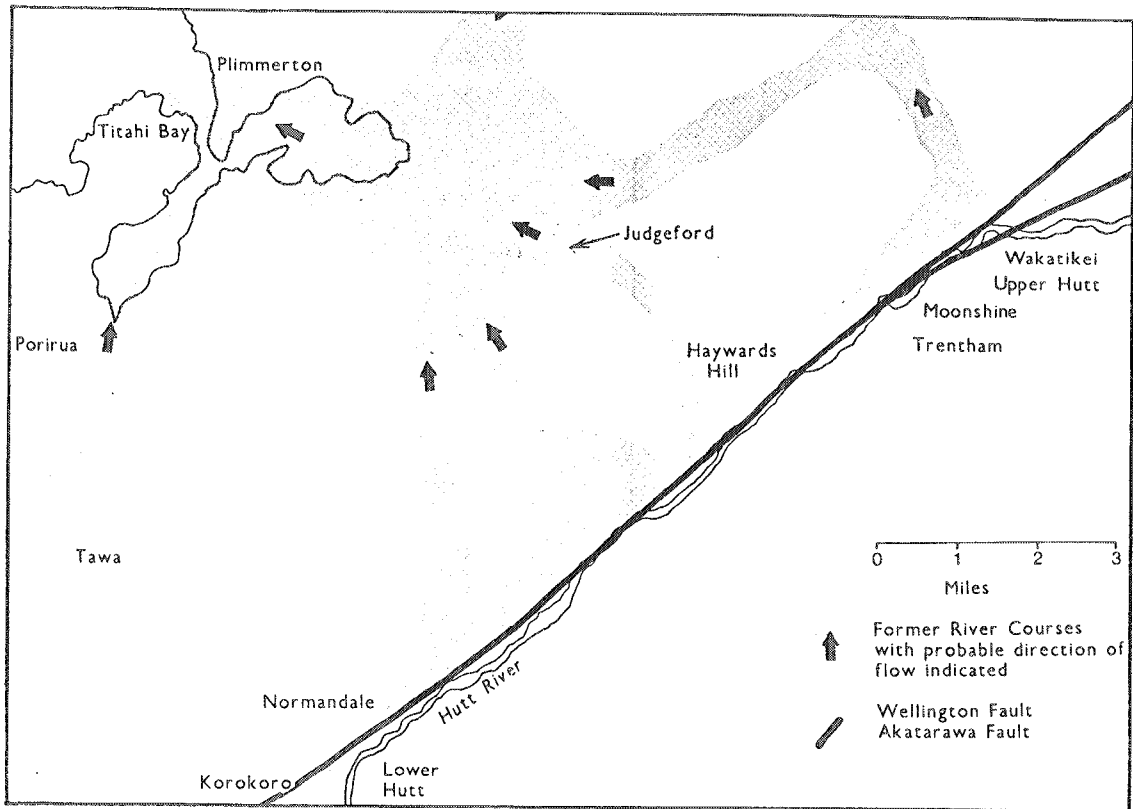 Plimmerton
Titahi Bay
Judgeford
Wakatikei
Upper Hutt
Moonshine
Porirua
Trentham
Haywards
Hill
Tawa
0 1 2 3
Miles
Former River Courses
with probable direction of
flow indicated
Normandale
Hutt River
Wellington Fault
Akatarawa Fault
Korokoro
Lower
Hutt